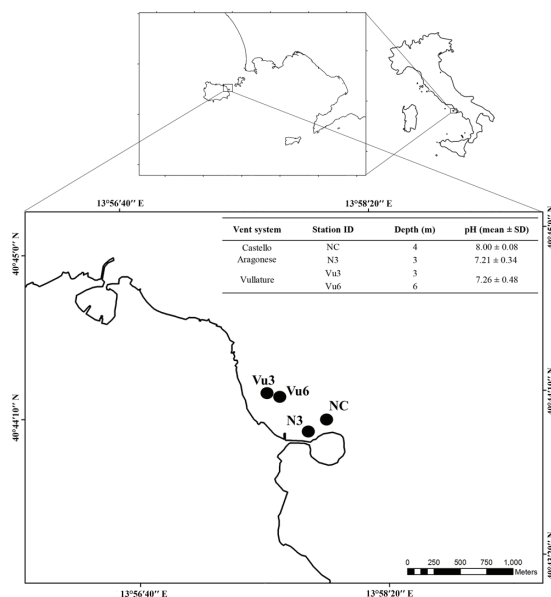 13°56'40'' E 13°58'20'' E
Vent system Station ID Depth (m) pH (mean ± SD)
Castello NC 4 8.00 ± 0.08
Aragonese N3 3 7.21 ± 0.34
Vullature Vu3 3 7.26 ± 0.48
Vu6 6
40°45'0'' N
Vu3
Vu6
NC
N3
40°44'10'' N
40°44'10'' N
0 250 500 750 1,000
Meters
13°56'40'' E 13°58'20'' E